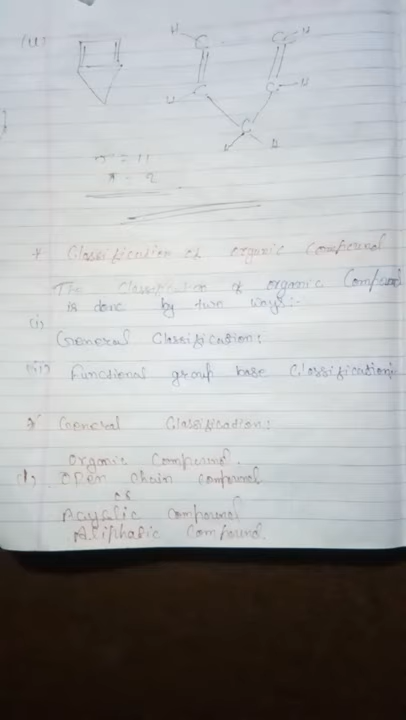 (ii)
H C C H
H C C H
C
H H
σ = 11
π = 2
* Classification of organic Compound
The Classification of organic Compound
is done by two ways:-
(i)
General Classification:
(ii) Functional group base Classification:
* General Classification:
Organic Compound.
(1) Open chain compound
or
Acyclic Compound
Aliphatic Compound.